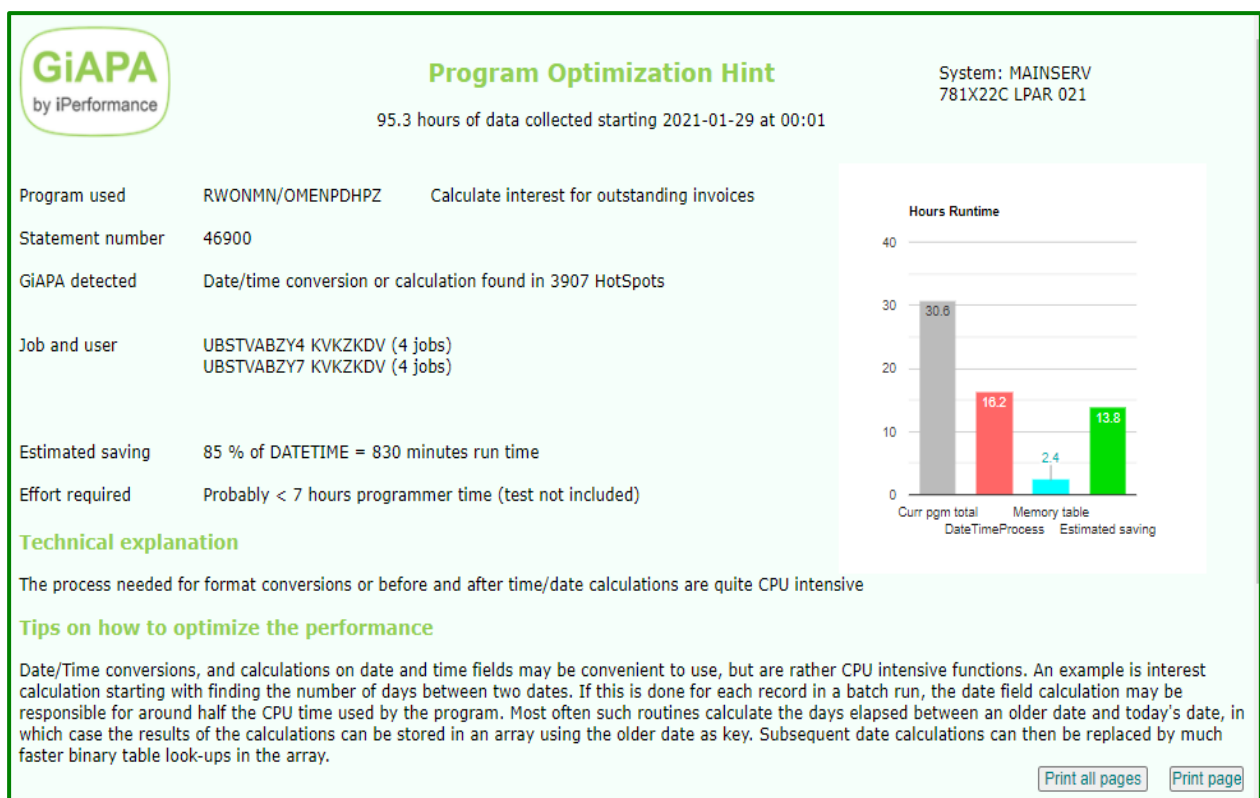 GiAPA
by iPerformance
Program Optimization Hint
95.3 hours of data collected starting 2021-01-29 at 00:01
System: MAINSERV
781X22C LPAR 021
Program used RWONMN/OMENPDHPZ Calculate interest for outstanding invoices
Statement number 46900
GiAPA detected Date/time conversion or calculation found in 3907 HotSpots
Job and user UBSTVABZY4 KVKZKDV (4 jobs)
UBSTVABZY7 KVKZKDV (4 jobs)
Estimated saving 85 % of DATETIME = 830 minutes run time
Effort required Probably < 7 hours programmer time (test not included)
Hours Runtime
40
30
20
10
0
30.6
16.2
2.4
13.8
Curr pgm total Memory table
DateTimeProcess Estimated saving
Technical explanation
The process needed for format conversions or before and after time/date calculations are quite CPU intensive
Tips on how to optimize the performance
Date/Time conversions, and calculations on date and time fields may be convenient to use, but are rather CPU intensive functions. An example is interest
calculation starting with finding the number of days between two dates. If this is done for each record in a batch run, the date field calculation may be
responsible for around half the CPU time used by the program. Most often such routines calculate the days elapsed between an older date and today's date, in
which case the results of the calculations can be stored in an array using the older date as key. Subsequent date calculations can then be replaced by much
faster binary table look-ups in the array.
Print all pages Print page